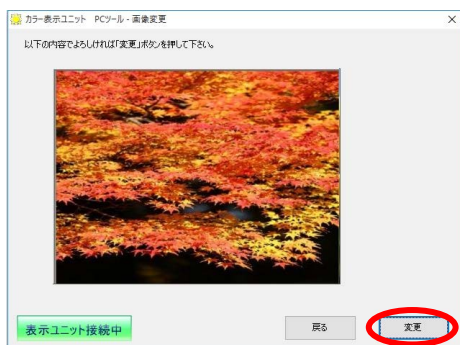 カラー表示ユニット PCツール - 画像変更
以下の内容でよろしければ「変更」ボタンを押して下さい。
表示ユニット接続中
戻る
変更